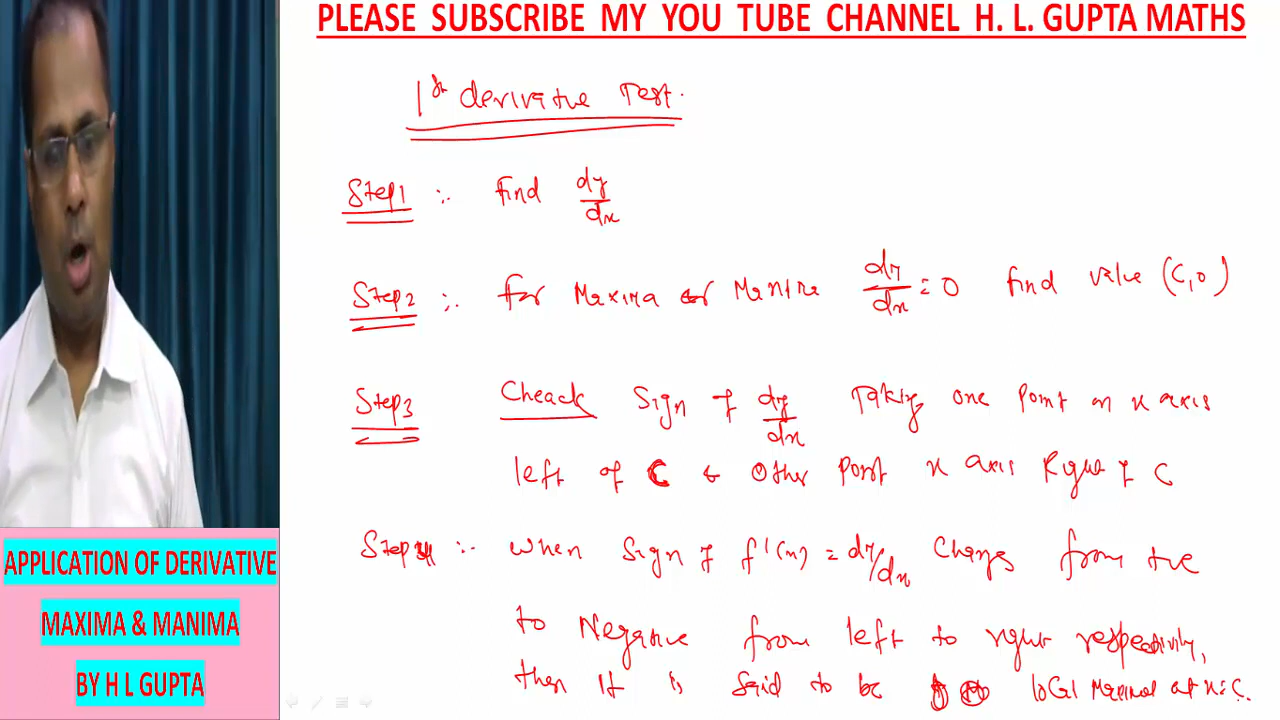 PLEASE SUBSCRIBE MY YOU TUBE CHANNEL H. L. GUPTA MATHS
1st derivative Test.
Step1 :- find dy/dx
Step2 :- for Maxima or Manima dy/dx = 0 find value (C,0)
Step3 Cheack Sign of dy/dx Taking one point on x axis
left of C & Other Point x axis Right of C
Step4 :- when Sign of f'(x) = dy/dx Changes from +ve
to Negative from left to right respectivily,
then it is Said to be local Maxima at x=C.
APPLICATION OF DERIVATIVE
MAXIMA & MANIMA
BY H L GUPTA